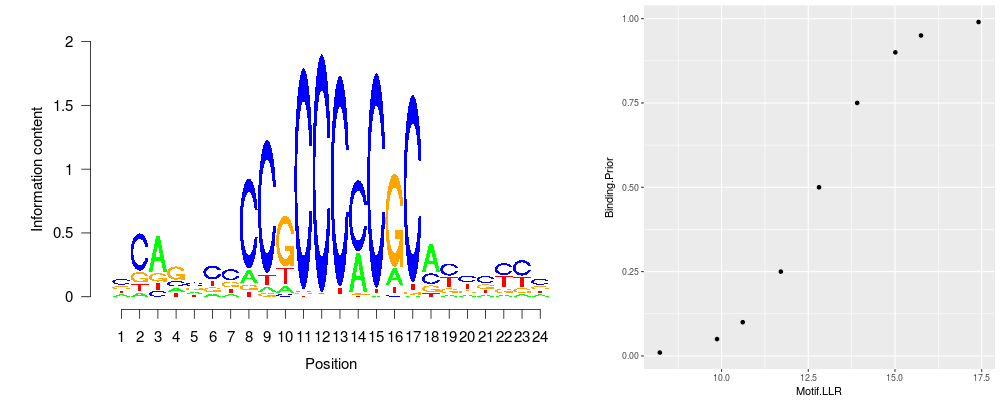 2
1.5
1
0.5
0
Information content
1 2 3 4 5 6 7 8 9 10 11 12 13 14 15 16 17 18 19 20 21 22 23 24
Position
C C G C C C C C C G C
C A G C C A C C C C C C
G G T T A A T T
A
1.00
0.75
0.50
0.25
0.00
Binding.Prior
10.0 12.5 15.0 17.5
Motif.LLR